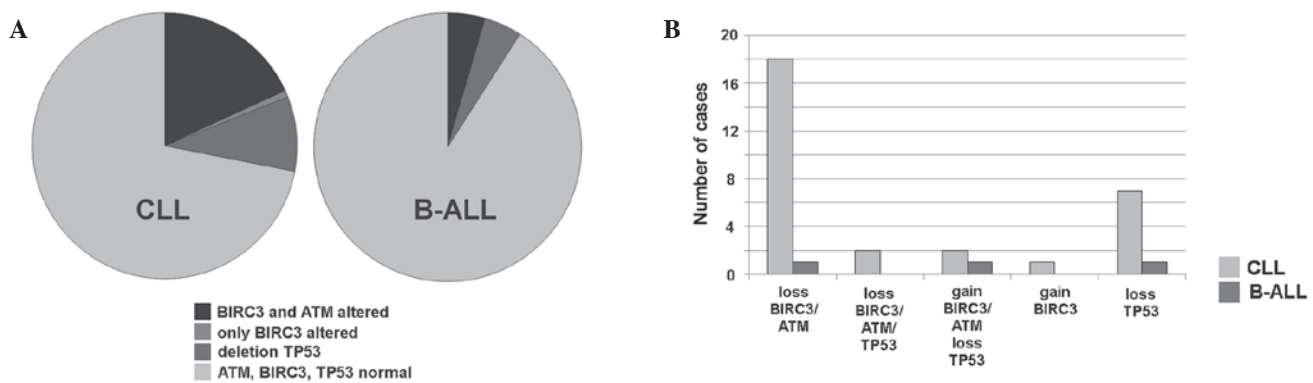 A
CLL
B-ALL
BIRC3 and ATM altered
only BIRC3 altered
deletion TP53
ATM, BIRC3, TP53 normal
B
Number of cases
20
16
12
8
4
0
loss
BIRC3/
ATM
loss
BIRC3/
ATM/
TP53
gain
BIRC3/
ATM
loss
TP53
gain
BIRC3
loss
TP53
CLL
B-ALL